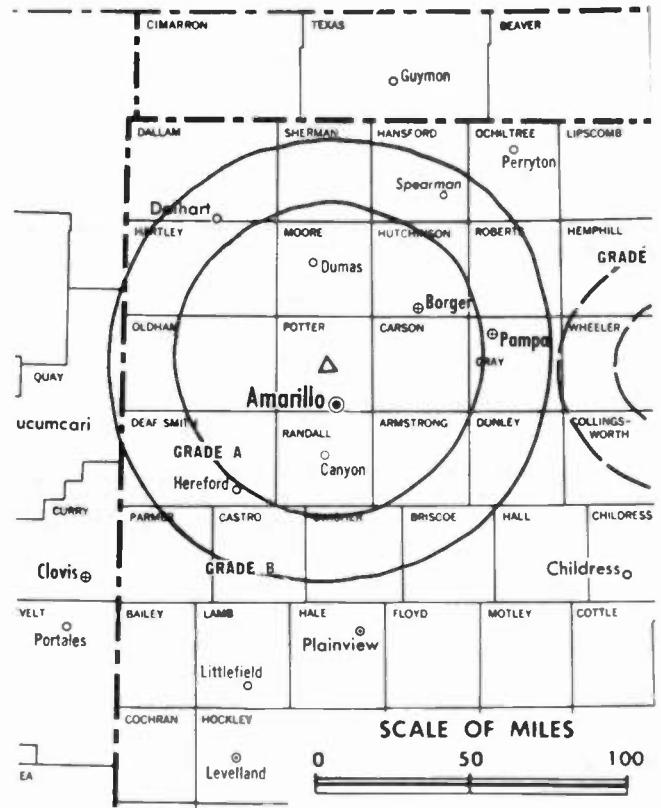 CIMARRON TEXAS BEAVER
Guymon
DALLAM SHERMAN HANSFORD OCHILTREE LIPSCOMB
Perryton
Spearman
Dalhart
HARTLEY MOORE HUTCHINSON ROBERTS HEMPHILL
GRADE
Dumas
Borger
OLDHAM POTTER CARSON Pampa WHEELER
GRAY
QUAY
Amarillo
ucumcari DEAF SMITH ARMSTRONG DUNLEY COLLINGS-
RANDALL WORTH
GRADE A
Canyon
Hereford
CURRY PARMER CASTRO SWISHER BRISCOE HALL CHILDRESS
Clovis GRADE B Childress
VELT BAILEY LAMB HALE FLOYD MOTLEY COTTLE
Portales Plainview
Littlefield
COCHRAN HOCKLEY
SCALE OF MILES
0 50 100
EA Levelland